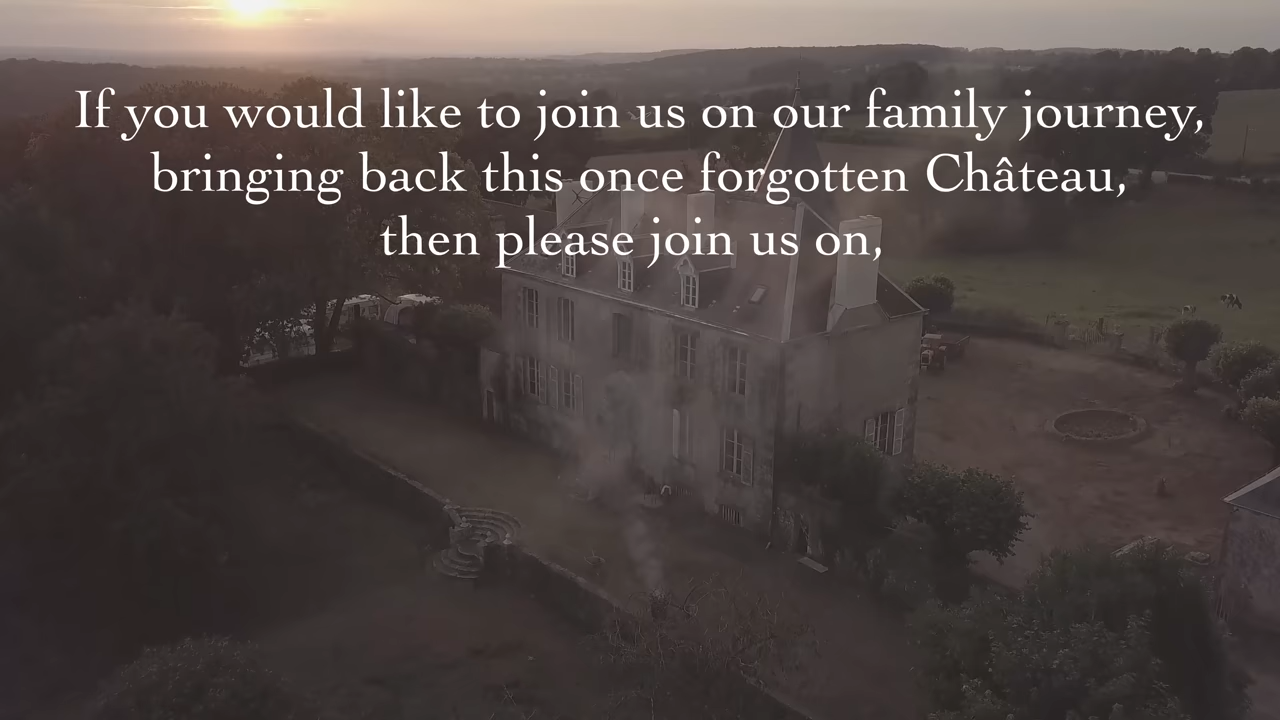 If you would like to join us on our family journey,
bringing back this once forgotten Château,
then please join us on,